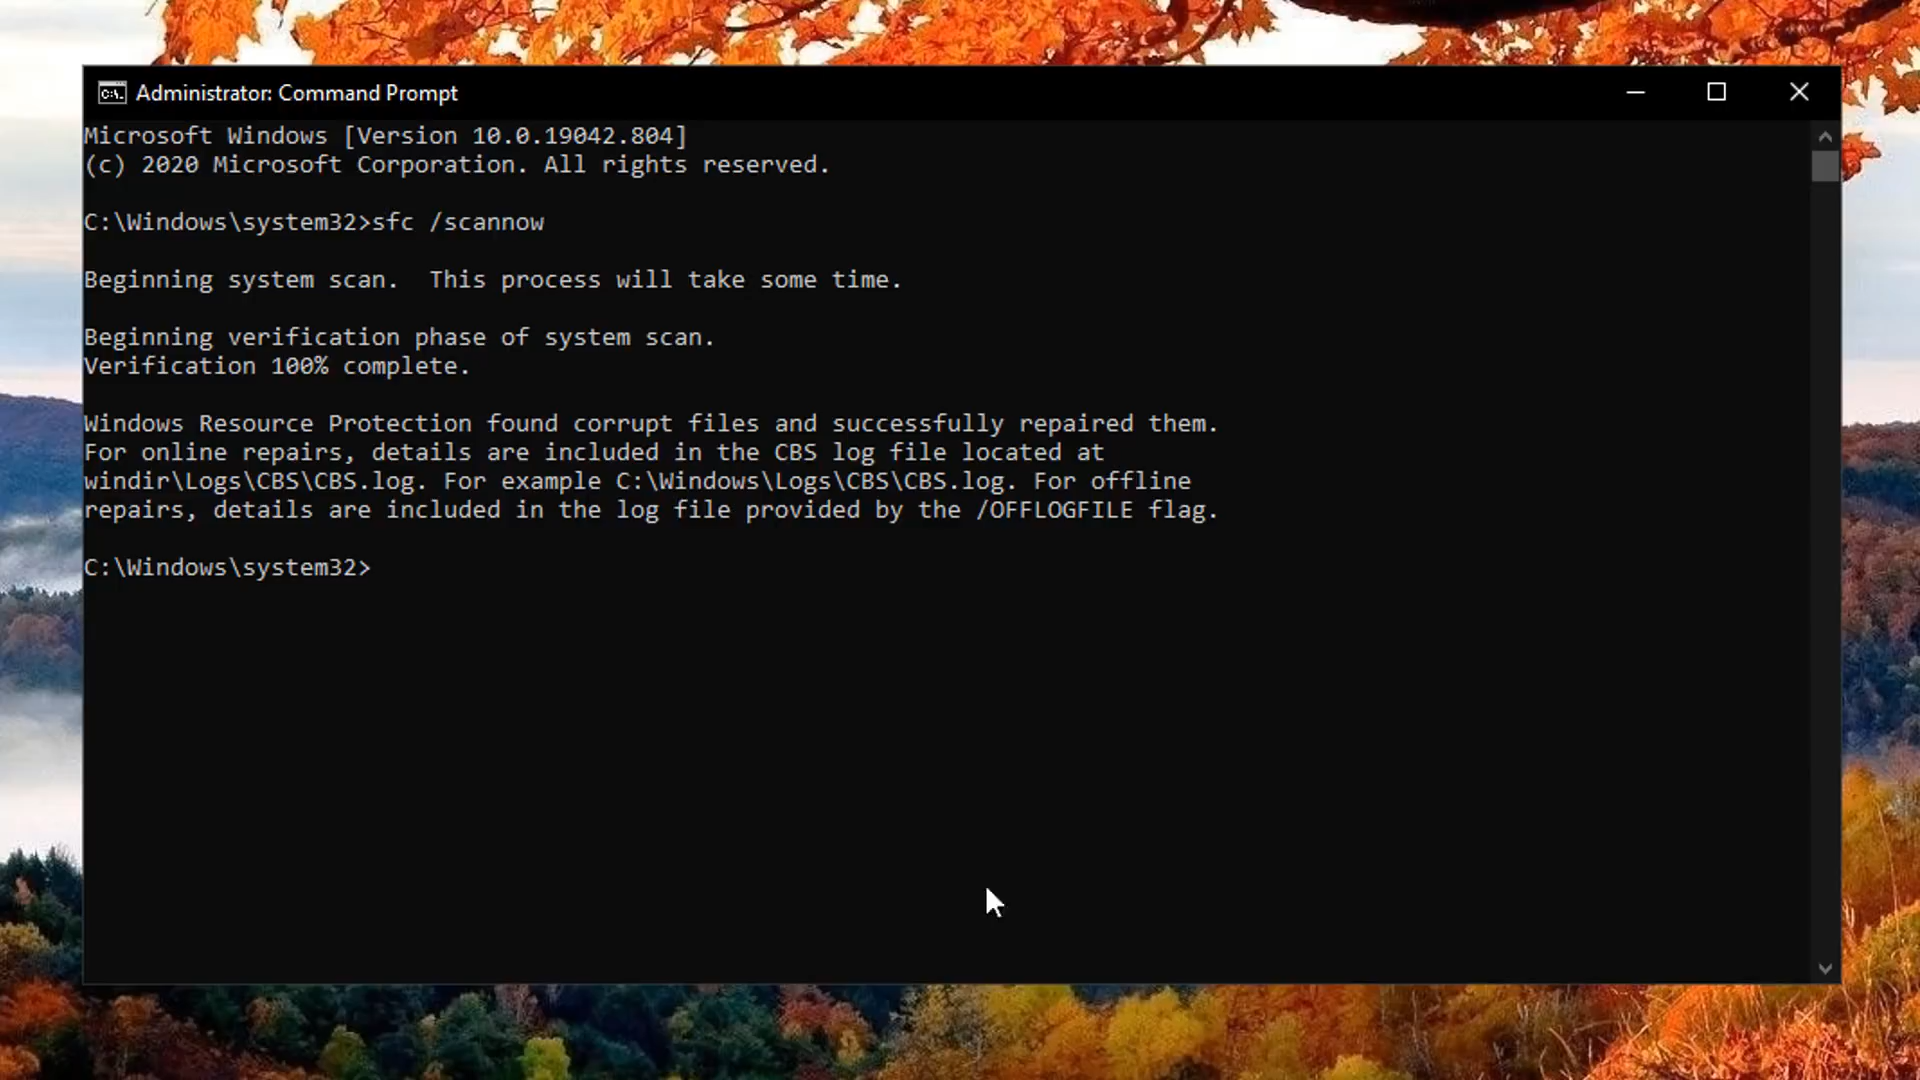 Administrator: Command Prompt
Microsoft Windows [Version 10.0.19042.804]
(c) 2020 Microsoft Corporation. All rights reserved.
C:\Windows\system32>sfc /scannow
Beginning system scan.  This process will take some time.
Beginning verification phase of system scan.
Verification 100% complete.
Windows Resource Protection found corrupt files and successfully repaired them.
For online repairs, details are included in the CBS log file located at
windir\Logs\CBS\CBS.log. For example C:\Windows\Logs\CBS\CBS.log. For offline
repairs, details are included in the log file provided by the /OFFLOGFILE flag.
C:\Windows\system32>